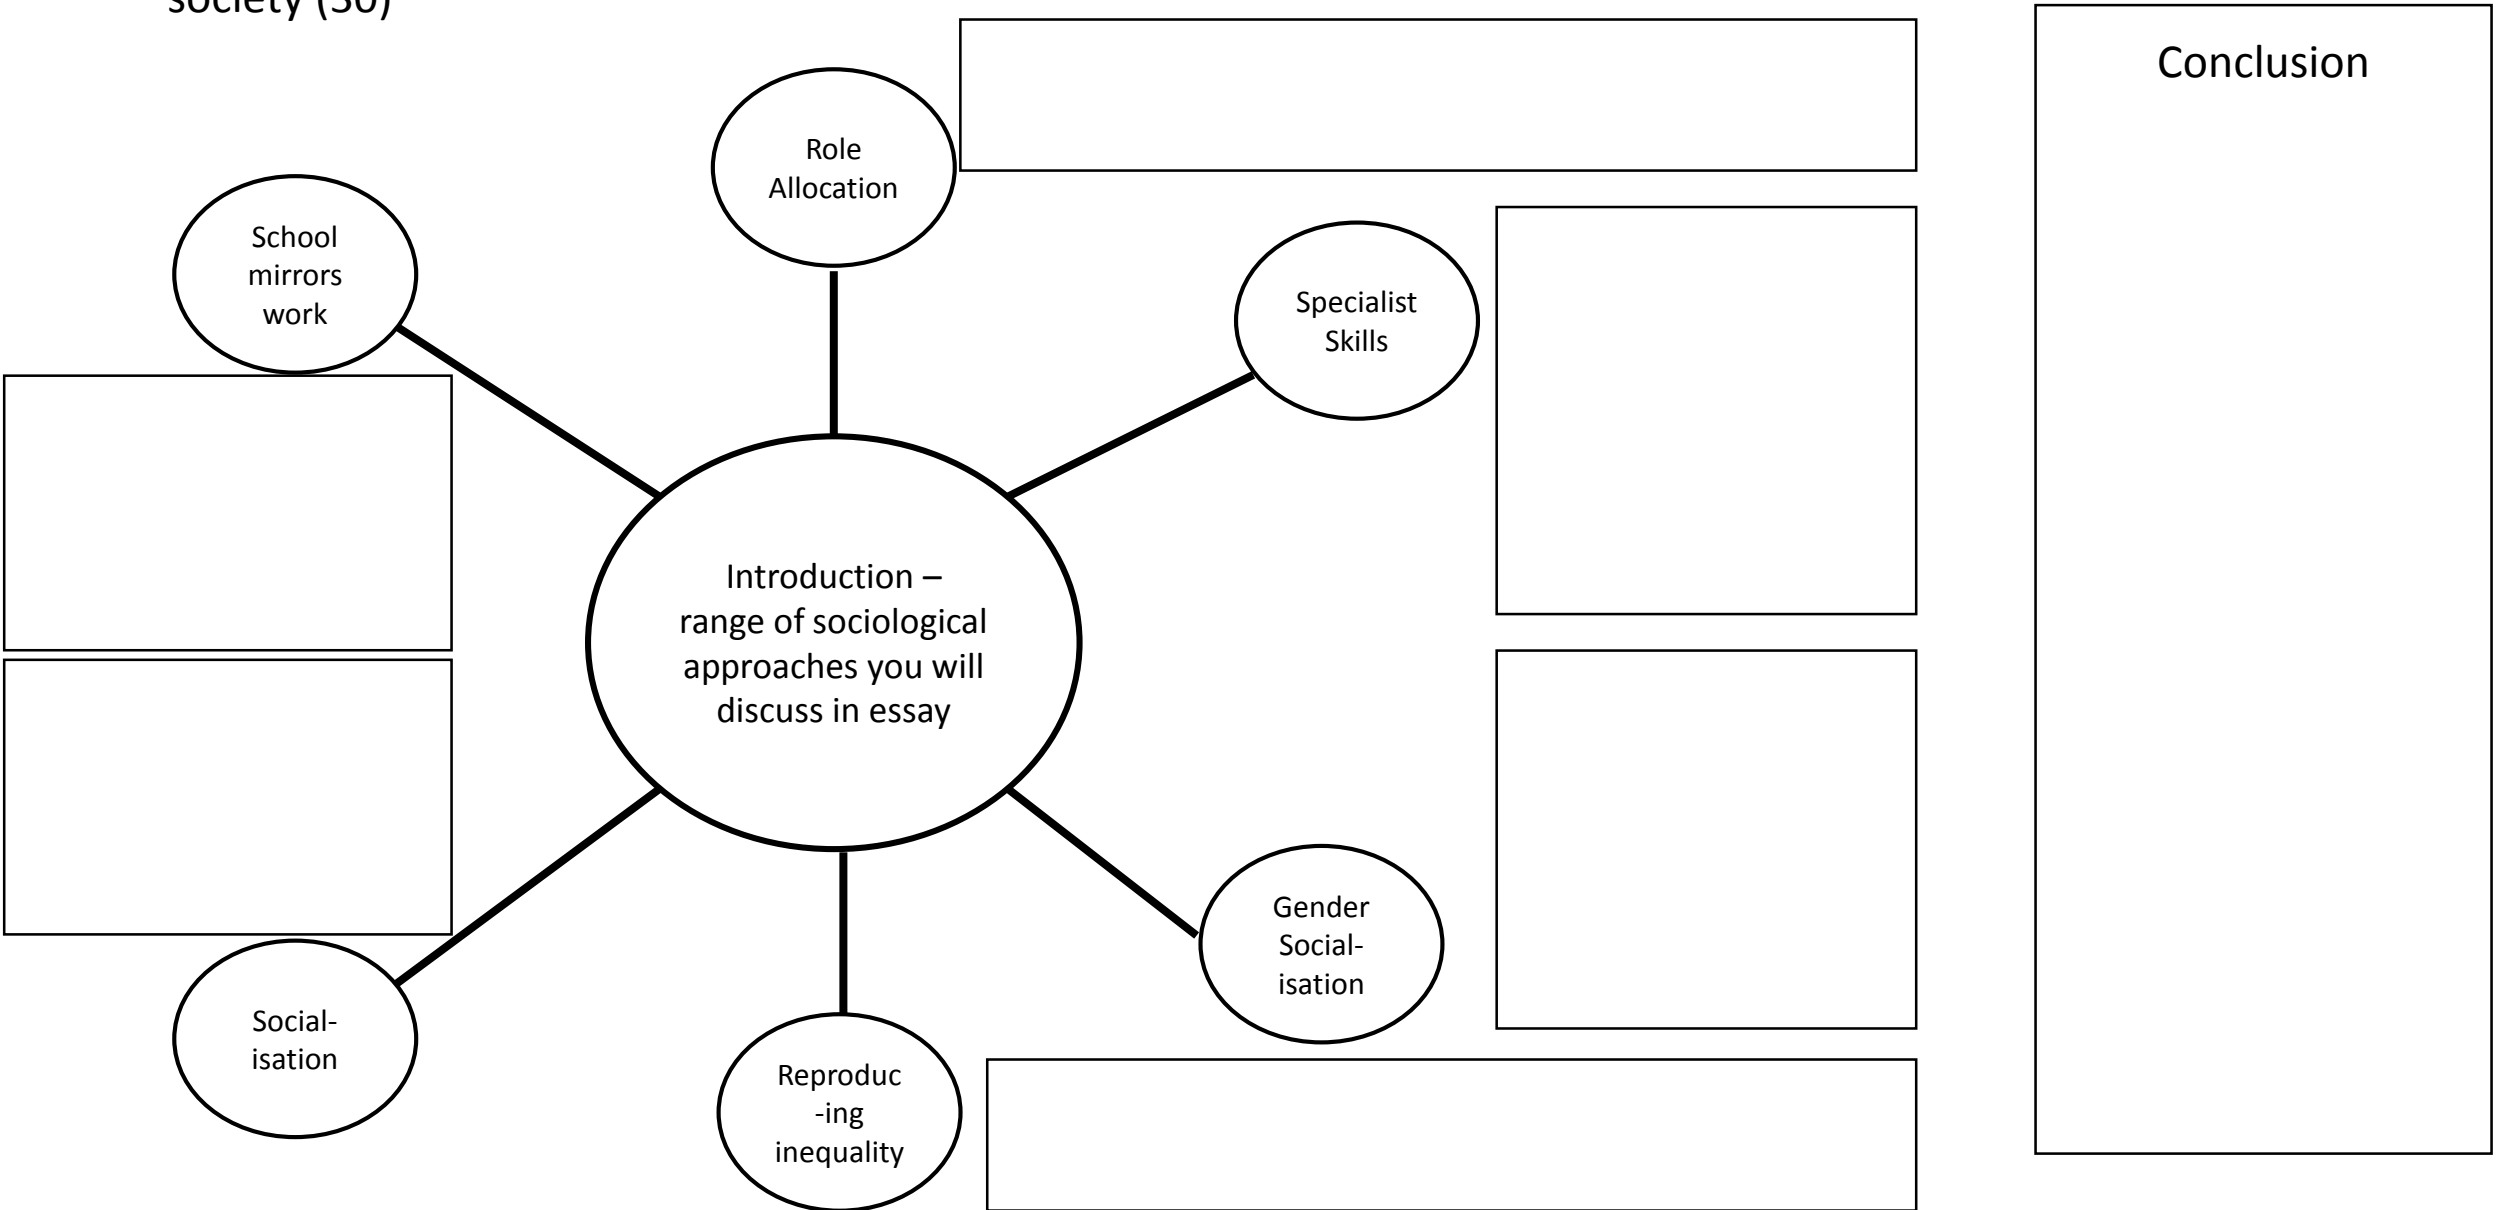 society (30)
Conclusion
Role
Allocation
School
mirrors
work
Specialist
Skills
Introduction –
range of sociological
approaches you will
discuss in essay
Gender
Social-
isation
Social-
isation
Reproduc
-ing
inequality